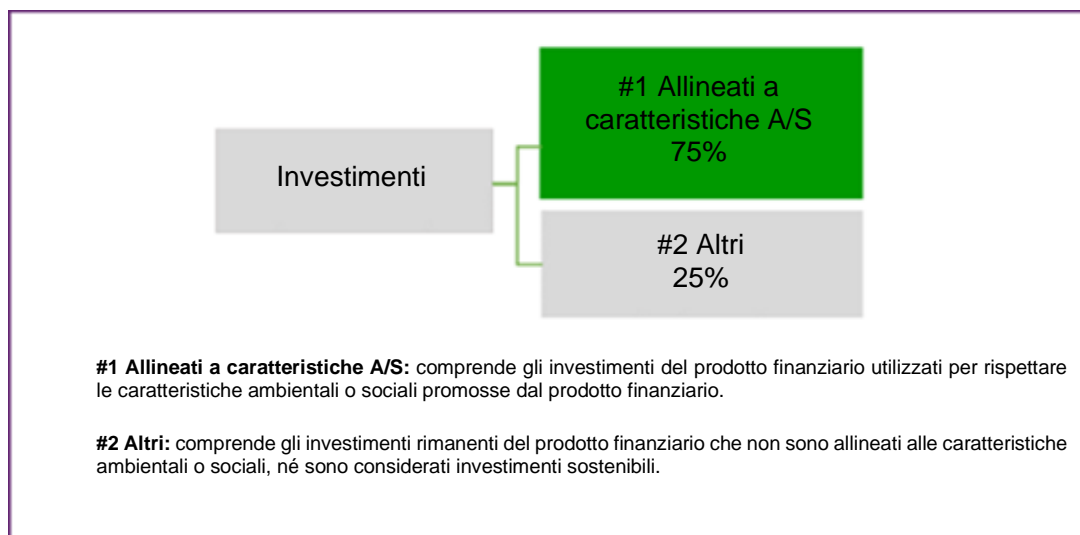 #1 Allineati a
caratteristiche A/S
75%
Investimenti
#2 Altri
25%
#1 Allineati a caratteristiche A/S: comprende gli investimenti del prodotto finanziario utilizzati per rispettare
le caratteristiche ambientali o sociali promosse dal prodotto finanziario.
#2 Altri: comprende gli investimenti rimanenti del prodotto finanziario che non sono allineati alle caratteristiche
ambientali o sociali, né sono considerati investimenti sostenibili.